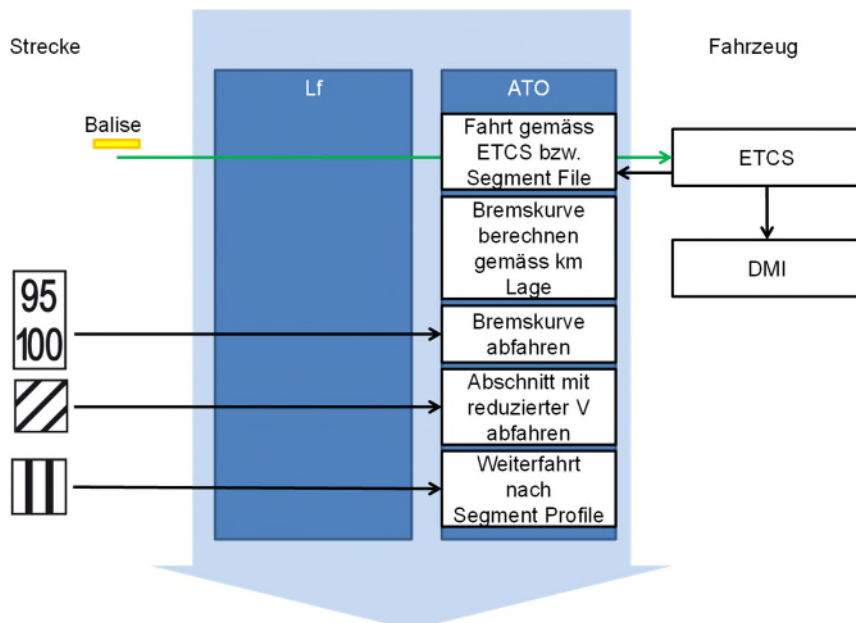 Strecke
Fahrzeug
Lf
ATO
Balise
Fahrt gemäss
ETCS bzw.
Segment File
ETCS
Bremskurve
berechnen
gemäss km
Lage
DMI
95
100
Bremskurve
abfahren
Abschnitt mit
reduzierter V
abfahren
Weiterfahrt
nach
Segment Profile